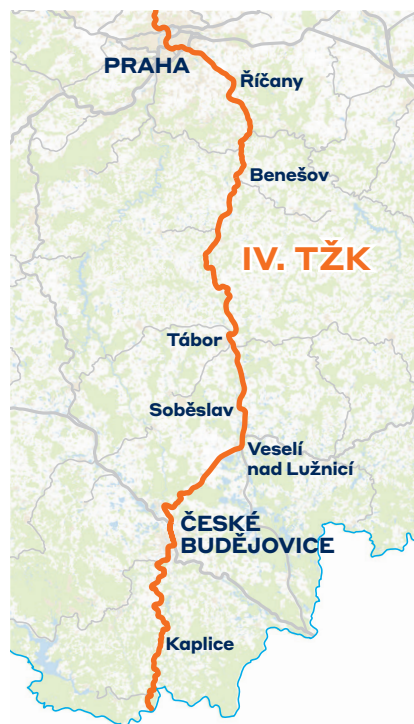 PRAHA
Říčany
Benešov
IV. TŽK
Tábor
Soběslav
Veselí
nad Lužnicí
ČESKÉ
BUDĚJOVICE
Kaplice